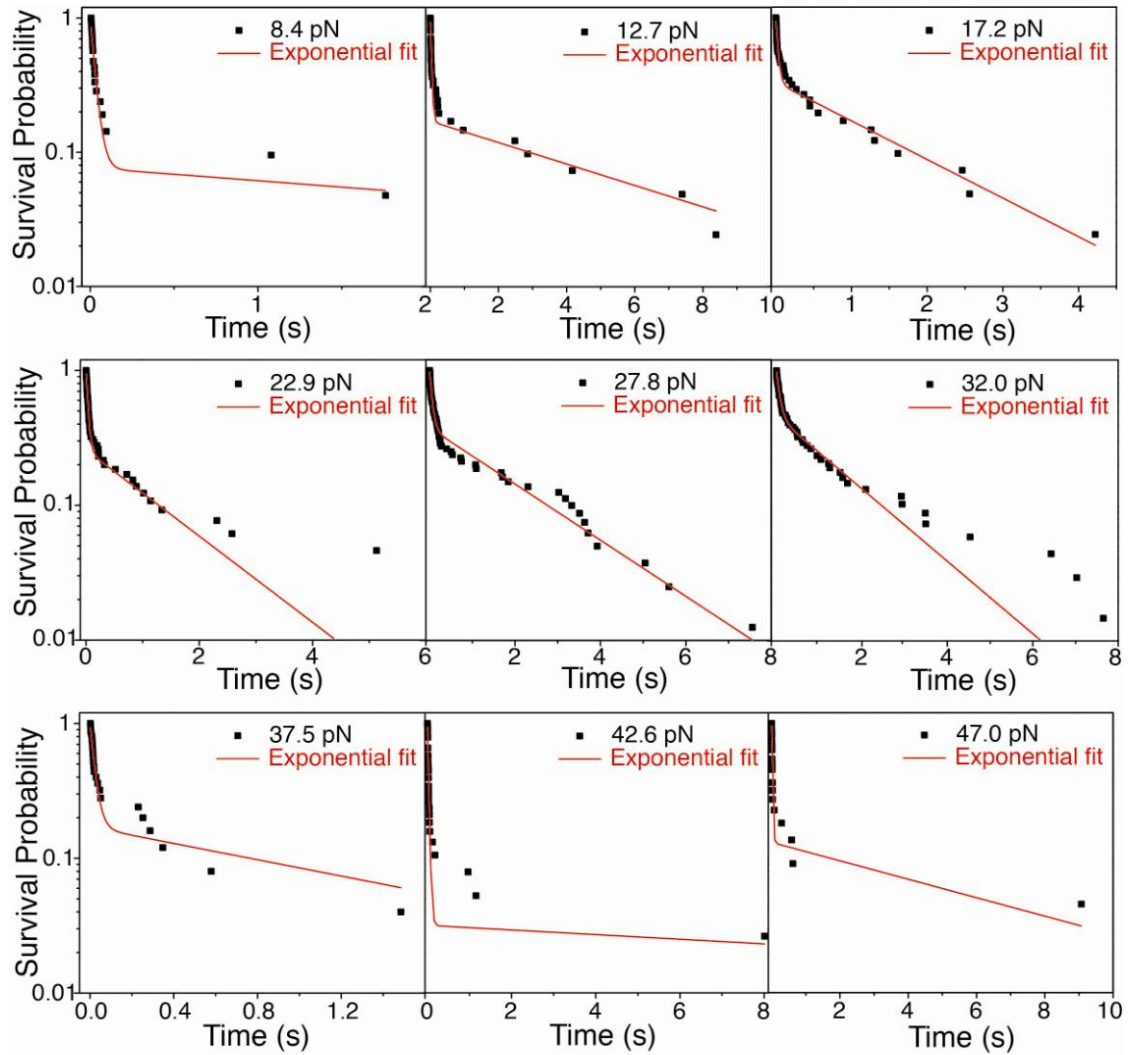 1
0.1
0.01
Survival Probability
8.4 pN
Exponential fit
0
1
2
Time (s)
12.7 pN
Exponential fit
2
4
6
8
10
Time (s)
17.2 pN
Exponential fit
1
2
3
4
Time (s)
1
0.1
0.01
Survival Probability
22.9 pN
Exponential fit
0
2
4
6
Time (s)
27.8 pN
Exponential fit
2
4
6
8
Time (s)
32.0 pN
Exponential fit
2
4
6
8
Time (s)
1
0.1
0.01
Survival Probability
37.5 pN
Exponential fit
0.0
0.4
0.8
1.2
Time (s)
42.6 pN
Exponential fit
0
2
4
6
8
Time (s)
47.0 pN
Exponential fit
0
2
4
6
8
10
Time (s)